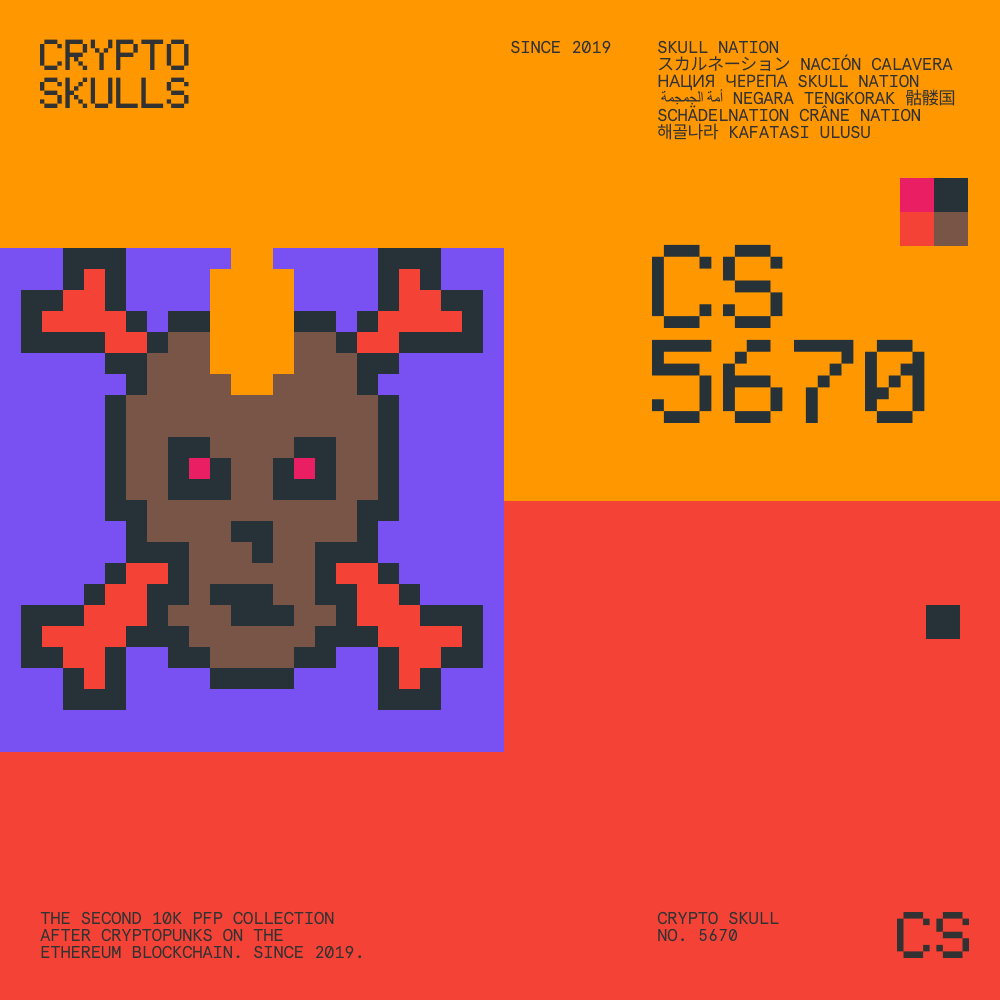 CRYPTO
SKULLS
SINCE 2019
SKULL NATION
スカルネーション NACIÓN CALAVERA
НАЦИЯ ЧЕРЕПА SKULL NATION
أمة الجمجمة NEGARA TENGKORAK 骷髅国
SCHÄDELNATION CRÂNE NATION
해골나라 KAFATASI ULUSU
CS
5670
THE SECOND 10K PFP COLLECTION
AFTER CRYPTOPUNKS ON THE
ETHEREUM BLOCKCHAIN. SINCE 2019.
CRYPTO SKULL
NO. 5670
CS